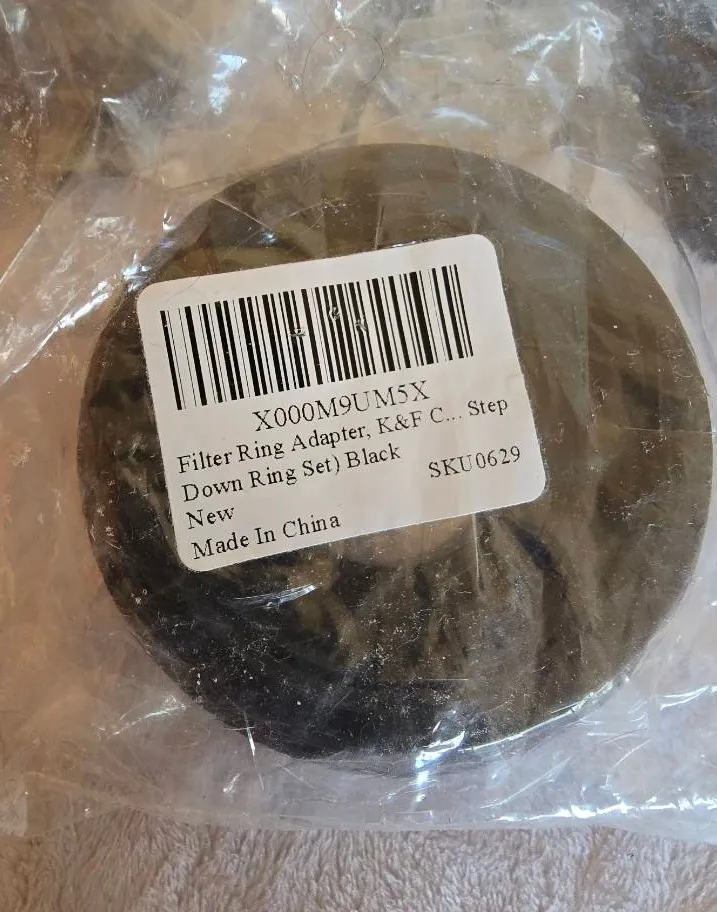 X000M9UM5X
Filter Ring Adapter, K&F C... Step
Down Ring Set) Black
SKU0629
New
Made In China